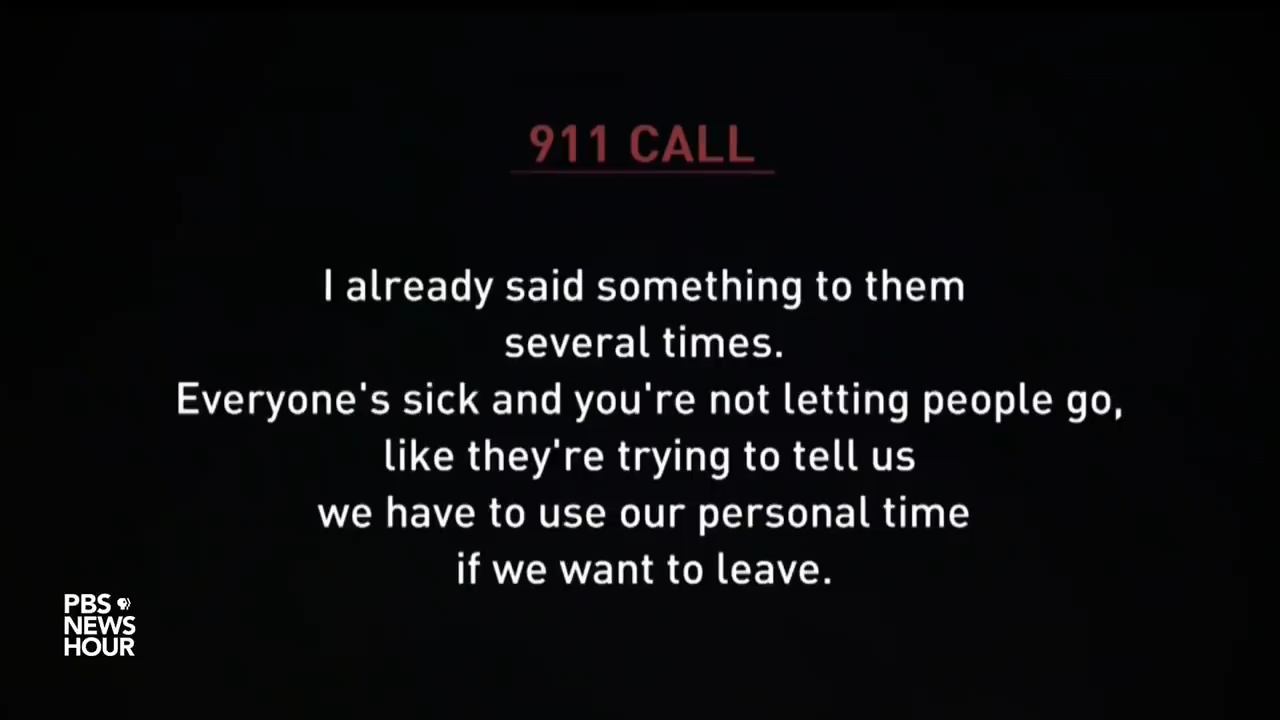 911 CALL
I already said something to them
several times.
Everyone's sick and you're not letting people go,
like they're trying to tell us
we have to use our personal time
if we want to leave.
PBS
NEWS
HOUR